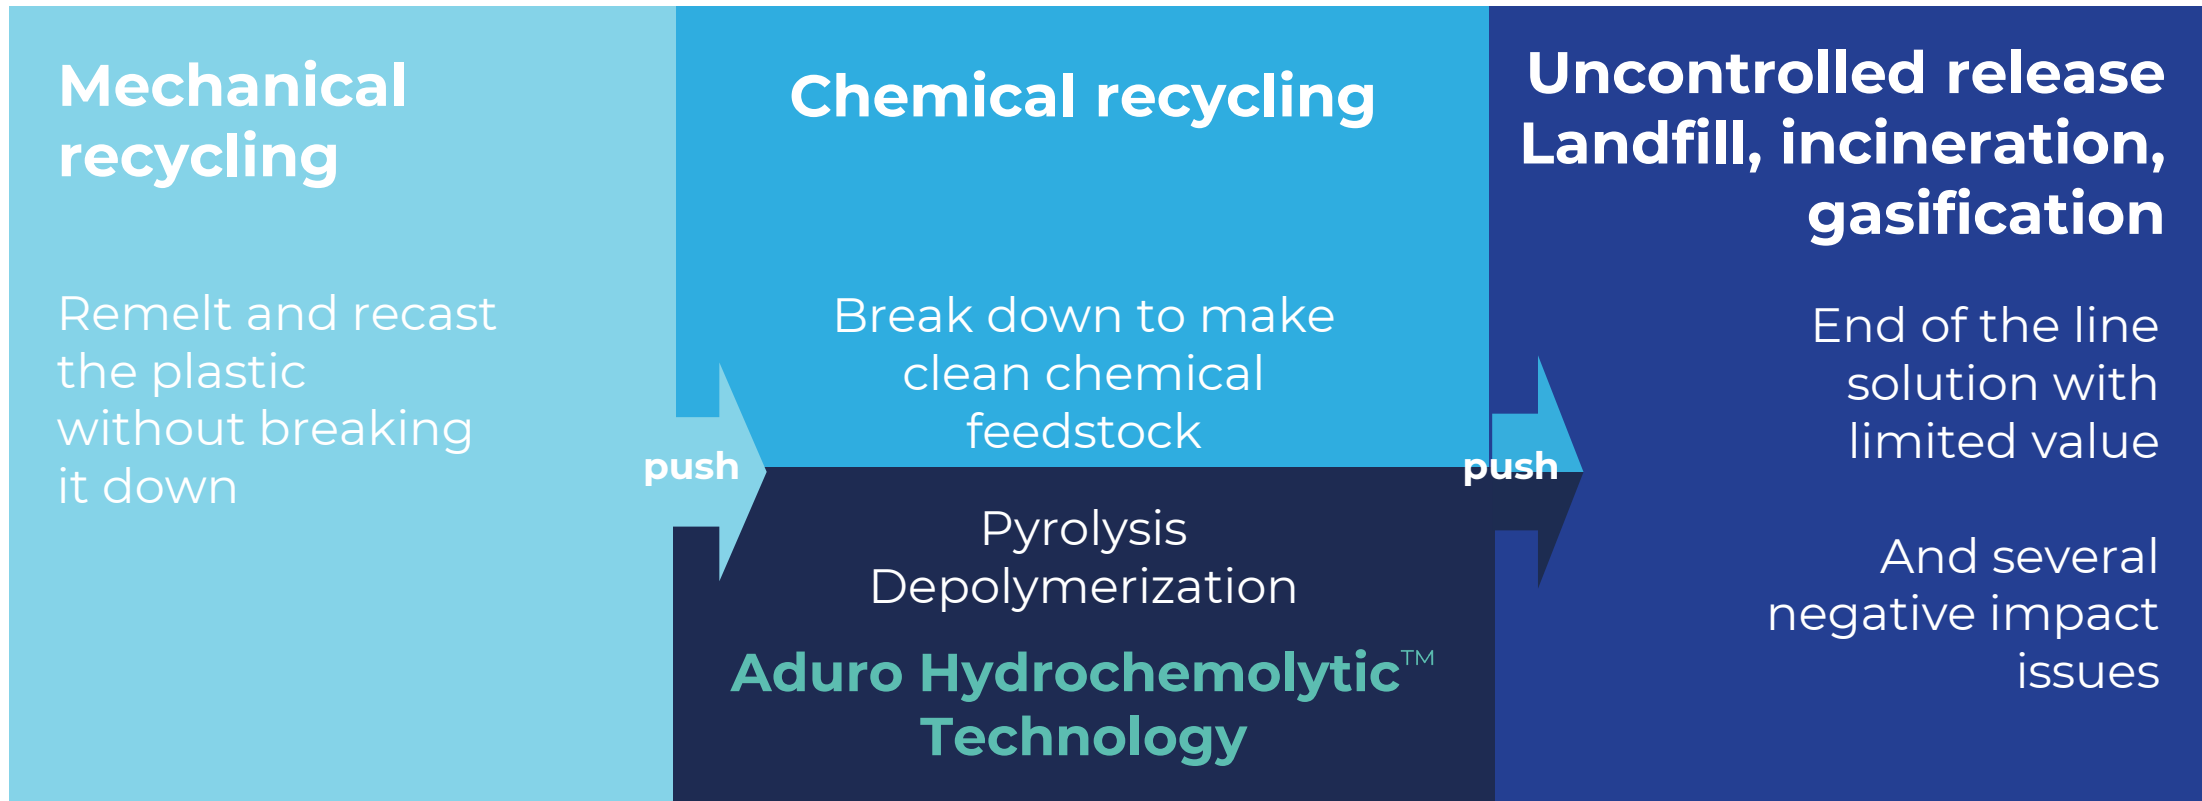 Mechanical
recycling
Remelt and recast
the plastic
without breaking
it down
push
Chemical recycling
Break down to make
clean chemical
feedstock
Pyrolysis
Depolymerization
Aduro Hydrochemolytic™
Technology
push
Uncontrolled release
Landfill, incineration,
gasification
End of the line
solution with
limited value
And several
negative impact
issues